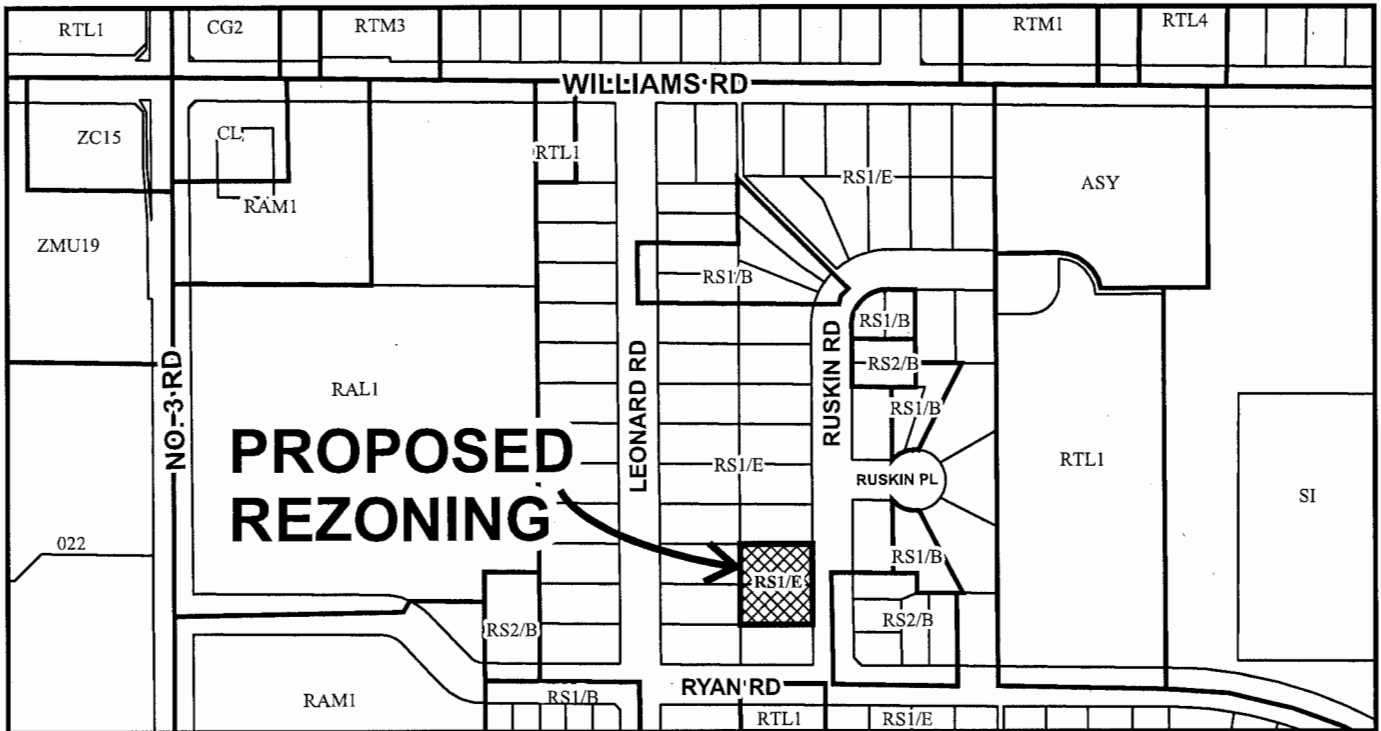 RTL1
CG2
RTM3
RTM1
RTL4
WILLIAMS RD
ZC15
CL
RTL1
RS1/E
ASY
RAM1
ZMU19
RS1/B
RS1/B
RUSKIN RD
RS2/B
NO. 3 RD
RAL1
LEONARD RD
RS1/B
PROPOSED
REZONING
RS1/E
RUSKIN PL
RTL1
SI
022
RS1/B
RS1/E
RS2/B
RS2/B
RYAN RD
RAM1
RS1/B
RTL1
RS1/E